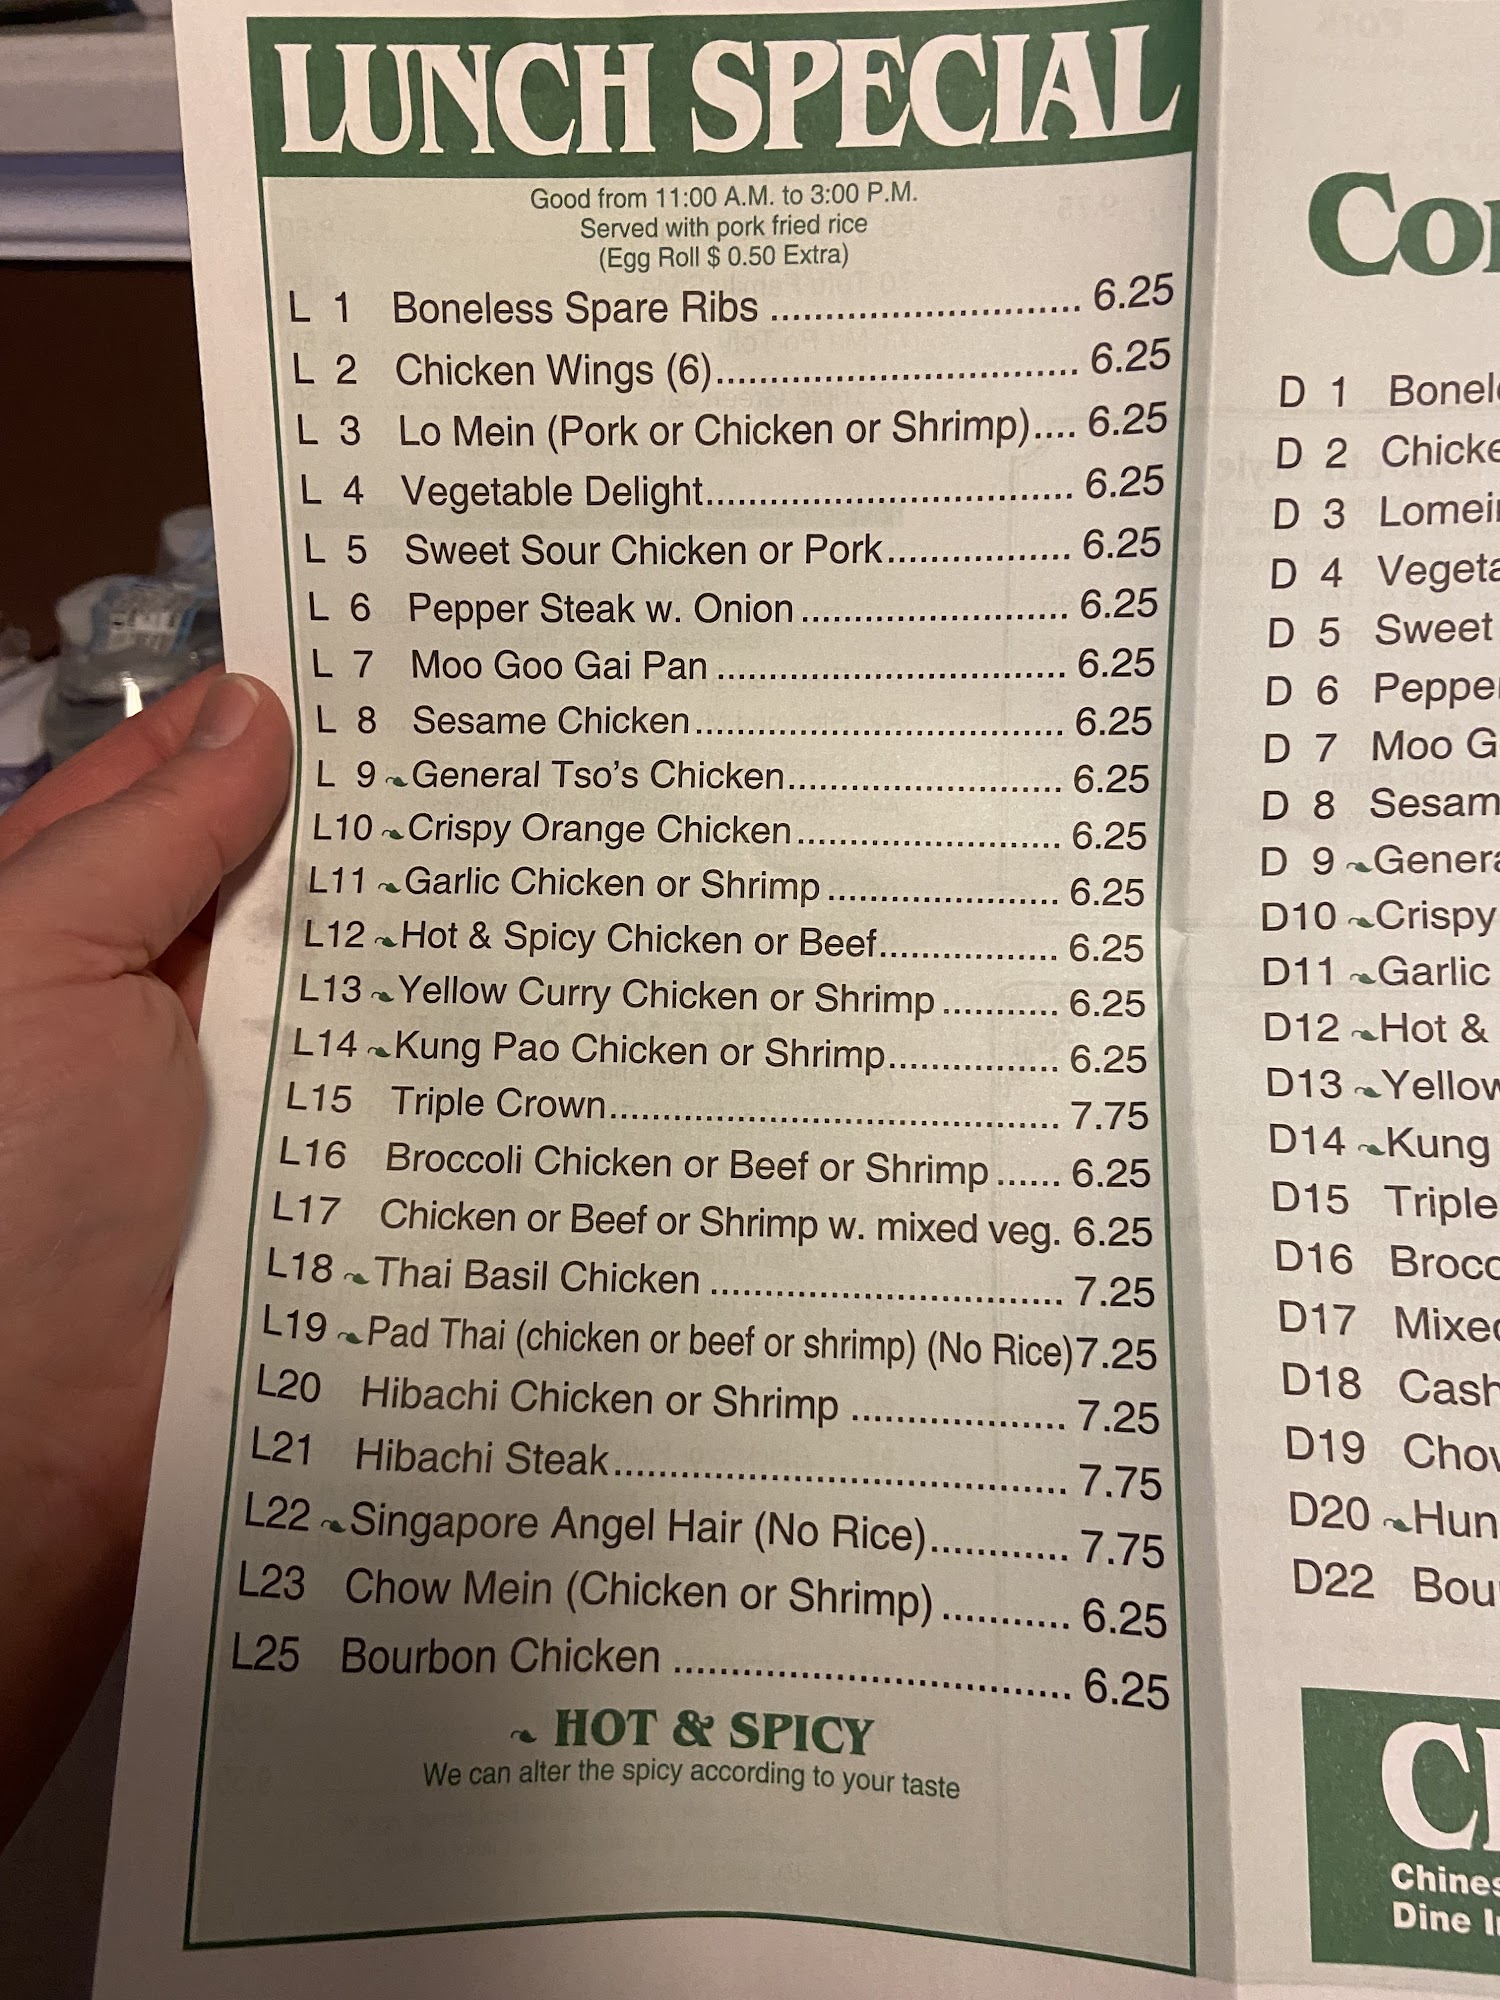 LUNCH SPECIAL
Good from 11:00 A.M. to 3:00 P.M.
Served with pork fried rice
(Egg Roll $ 0.50 Extra)
L 1 Boneless Spare Ribs ........................... 6.25
L 2 Chicken Wings (6)................................ 6.25
L 3 Lo Mein (Pork or Chicken or Shrimp).... 6.25
L 4 Vegetable Delight................................ 6.25
L 5 Sweet Sour Chicken or Pork................ 6.25
L 6 Pepper Steak w. Onion ....................... 6.25
L 7 Moo Goo Gai Pan .............................. 6.25
L 8 Sesame Chicken................................ 6.25
L 9 General Tso's Chicken........................ 6.25
L10 Crispy Orange Chicken....................... 6.25
L11 Garlic Chicken or Shrimp .................... 6.25
L12 Hot & Spicy Chicken or Beef................ 6.25
L13 Yellow Curry Chicken or Shrimp .......... 6.25
L14 Kung Pao Chicken or Shrimp............... 6.25
L15 Triple Crown....................................... 7.75
L16 Broccoli Chicken or Beef or Shrimp ...... 6.25
L17 Chicken or Beef or Shrimp w. mixed veg. 6.25
L18 Thai Basil Chicken ............................... 7.25
L19 Pad Thai (chicken or beef or shrimp) (No Rice)7.25
L20 Hibachi Chicken or Shrimp ................... 7.25
L21 Hibachi Steak....................................... 7.75
L22 Singapore Angel Hair (No Rice)............ 7.75
L23 Chow Mein (Chicken or Shrimp) ........... 6.25
L25 Bourbon Chicken .................................. 6.25
HOT & SPICY
We can alter the spicy according to your taste
D 1
D 2
D 3
D 4
D 5 Sweet
D 6
D 7 Moo
D 8
D 9
D10 Crispy
D11 Garlic
D12 Hot &
D13
D14 Kung
D15 Triple
D16
D17
D18
D19
D20
D22
Dine